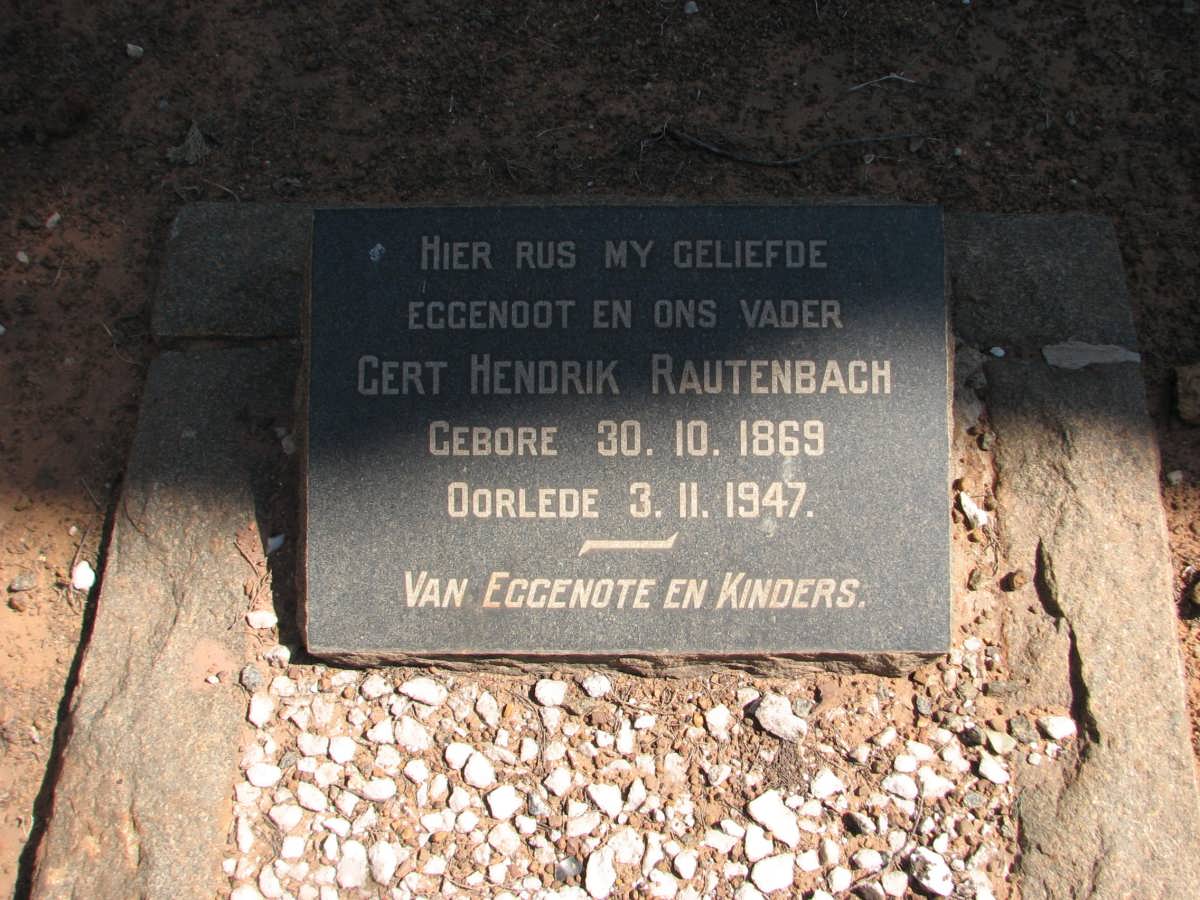 HIER RUS MY GELIEFDE
EGGENOOT EN ONS VADER
GERT HENDRIK RAUTENBACH
GEBORE 30. 10. 1869
OORLEDE 3. 11. 1947.
VAN EGGENOTE EN KINDERS.